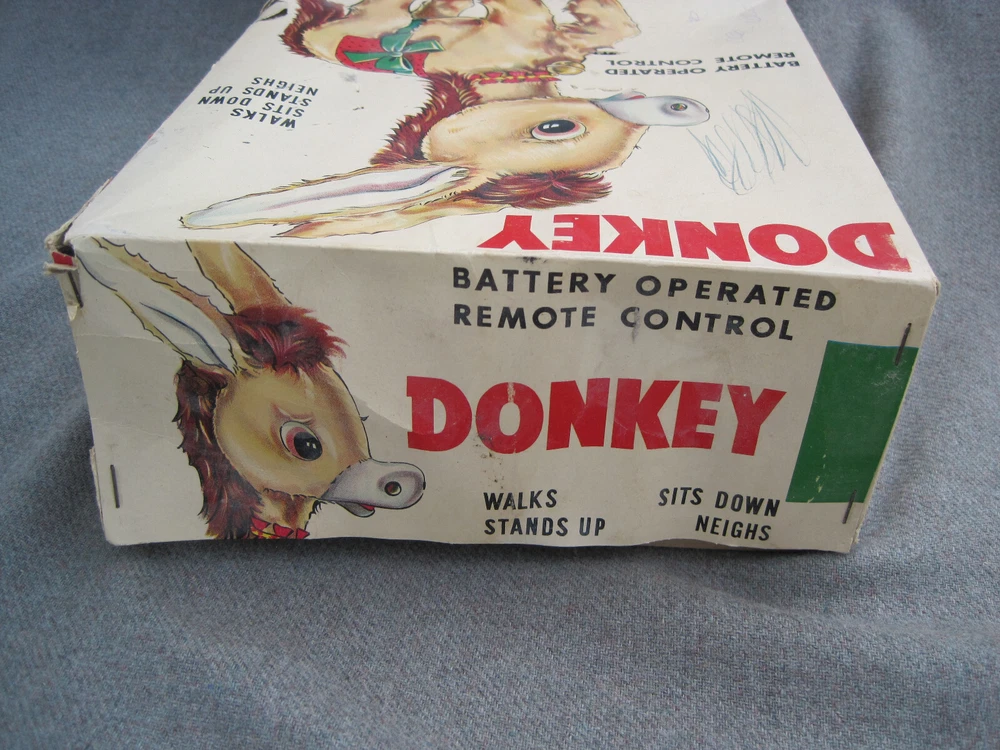 BATTERY OPERATED
REMOTE CONTROL
DONKEY
WALKS
STANDS UP
SITS DOWN
NEIGHS
DONKEY
BATTERY OPERATED
REMOTE CONTROL
WALKS
SITS DOWN
STANDS UP
NEIGHS